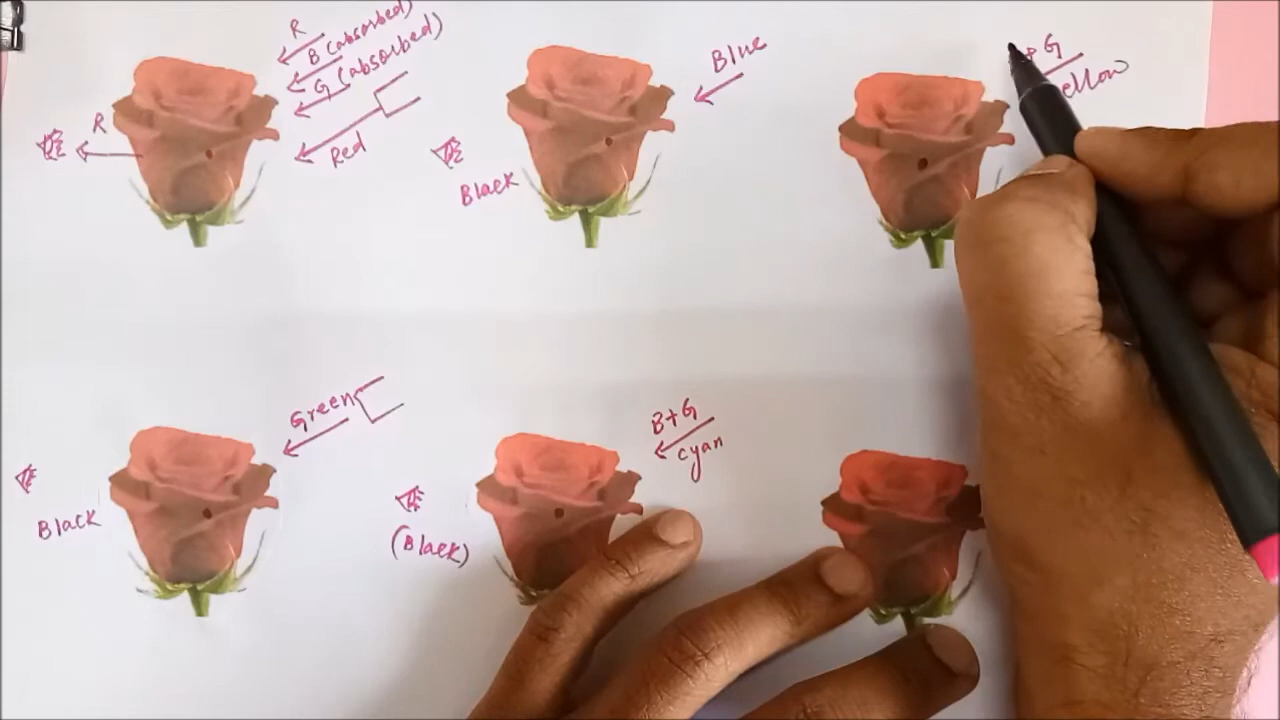 R
B (absorbed)
G (absorbed)
Red
R
Blue
Black
G
ellow
Green
Black
B+G
cyan
(Black)